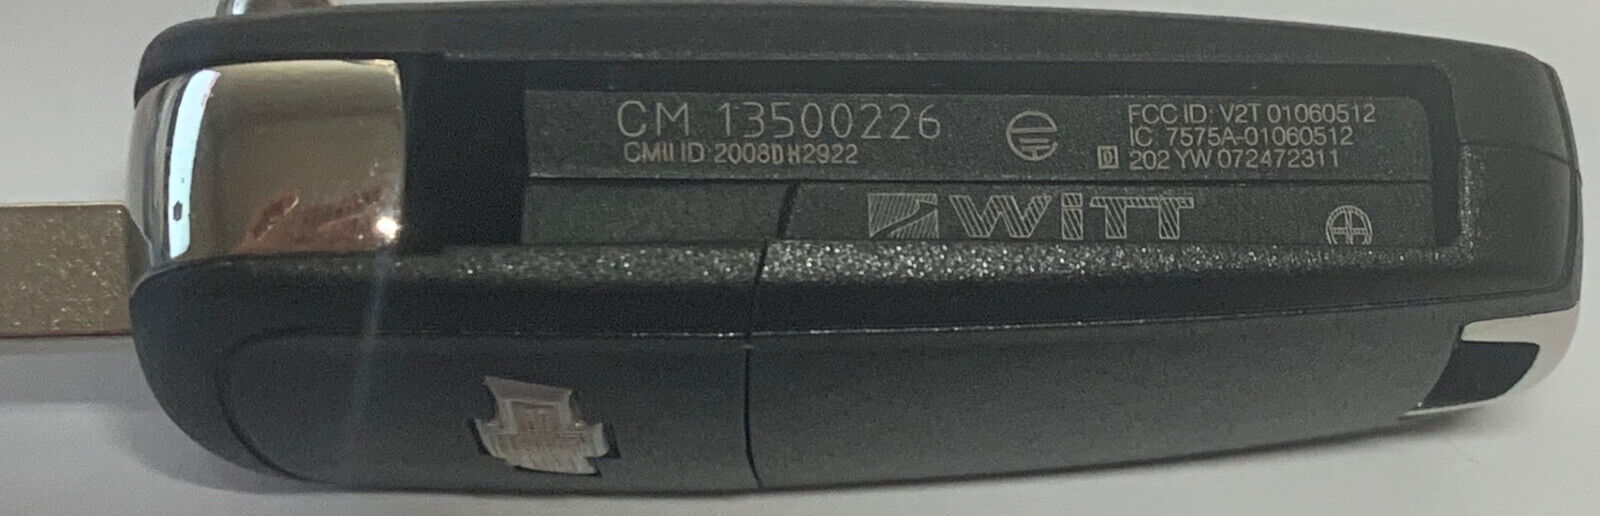 CM 13500226
CMII ID 2008DH2922
FCC ID: V2T 01060512
IC 7575A-01060512
202 YW 072472311
WITT